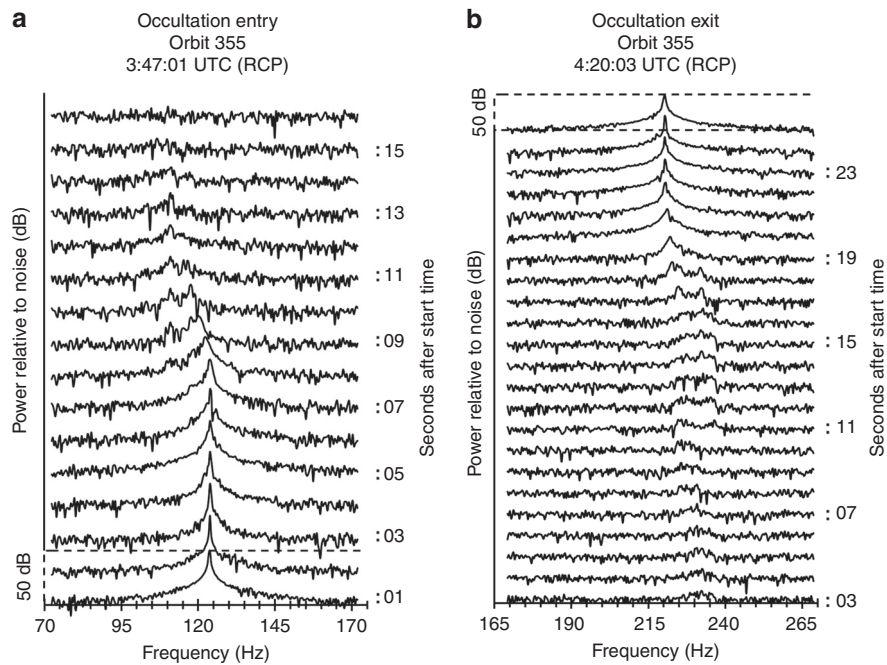 a
Occultation entry
Orbit 355
3:47:01 UTC (RCP)
Power relative to noise (dB)
50 dB
:15
:13
:11
:09
:07
:05
:03
:01
Seconds after start time
70 95 120 145 170
Frequency (Hz)
b
Occultation exit
Orbit 355
4:20:03 UTC (RCP)
50 dB
Power relative to noise (dB)
:23
:19
:15
:11
:07
:03
Seconds after start time
165 190 215 240 265
Frequency (Hz)